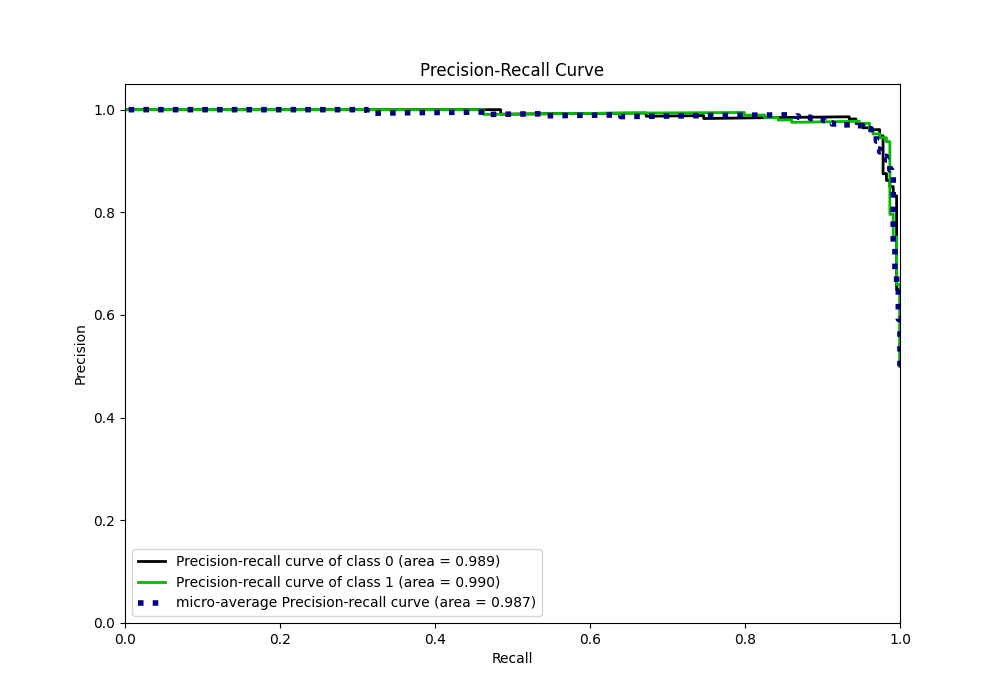 Precision-Recall Curve
1.0
0.8
0.6
0.4
0.2
0.0
Precision
Precision-recall curve of class 0 (area = 0.989)
Precision-recall curve of class 1 (area = 0.990)
micro-average Precision-recall curve (area = 0.987)
0.0 0.2 0.4 0.6 0.8 1.0
Recall